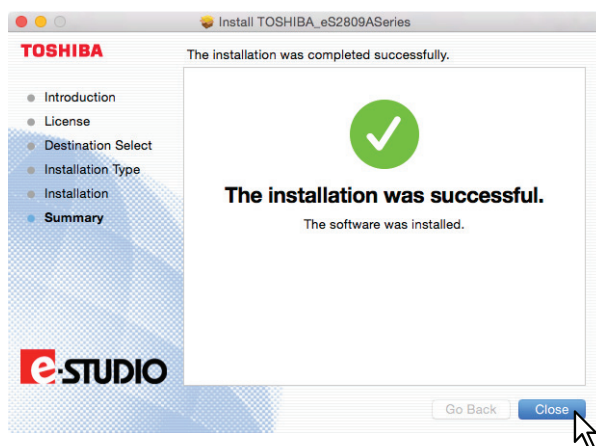 Install TOSHIBA_eS2809ASeries
TOSHIBA
The installation was completed successfully.
Introduction
License
Destination Select
Installation Type
Installation
Summary
The installation was successful.
The software was installed.
e-STUDIO
Go Back
Close